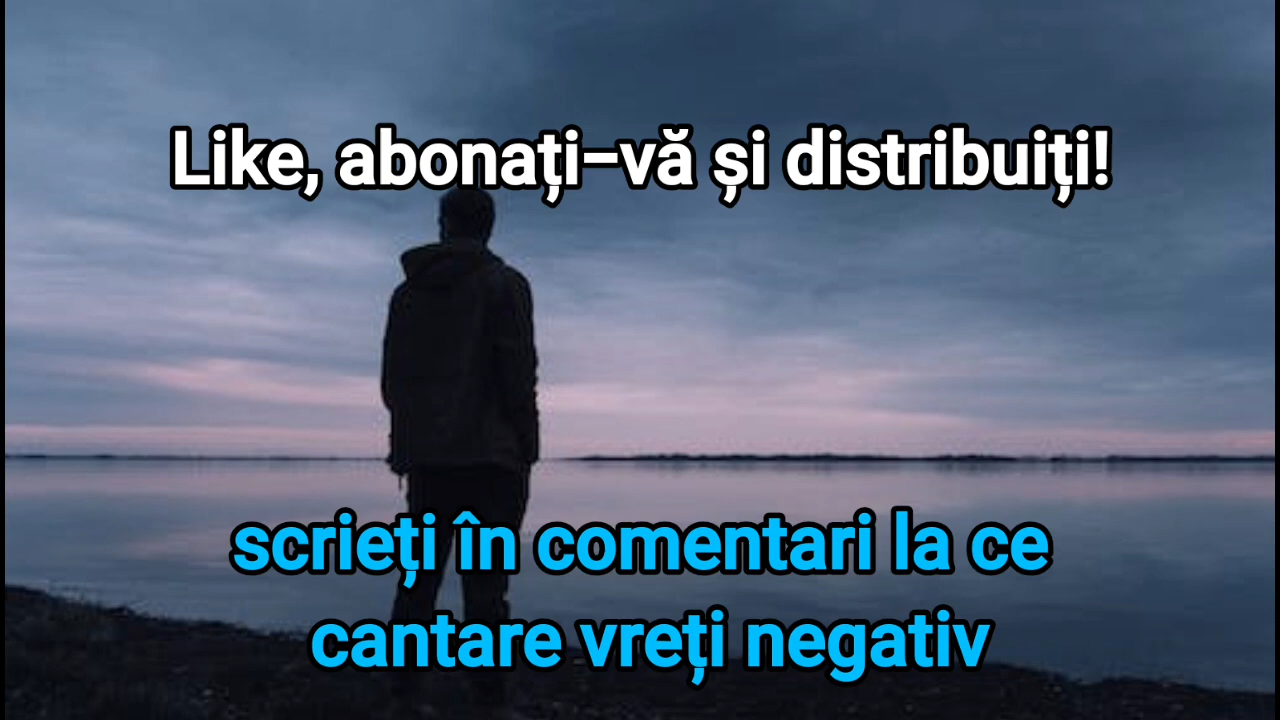 Like, abonați-vă și distribuiți!
scrieți în comentari la ce
cantare vreți negativ